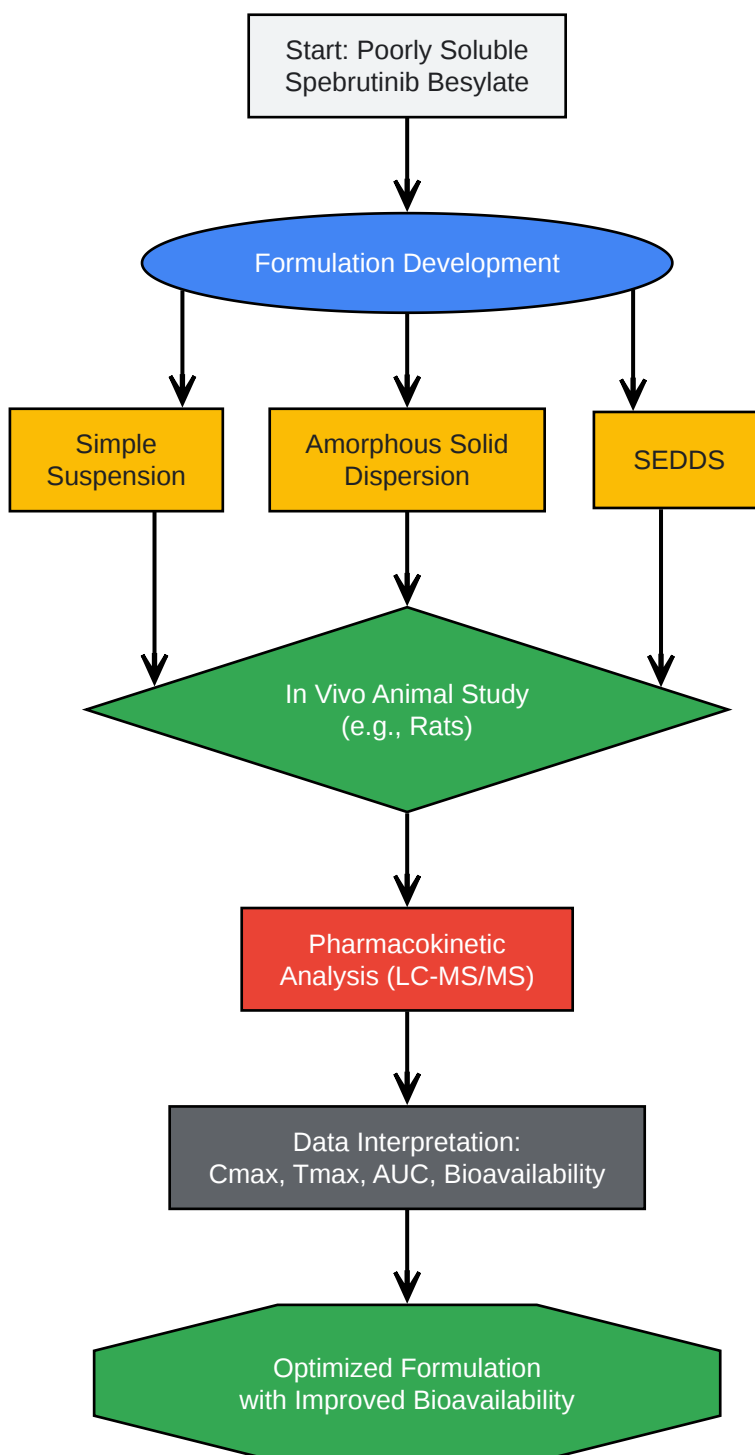 Start: Poorly Soluble
Spebrutinib Besylate
Formulation Development
Simple
Suspension
Amorphous Solid
Dispersion
SEDDS
In Vivo Animal Study
(e.g., Rats)
Pharmacokinetic
Analysis (LC-MS/MS)
Data Interpretation:
Cmax, Tmax, AUC, Bioavailability
Optimized Formulation
with Improved Bioavailability